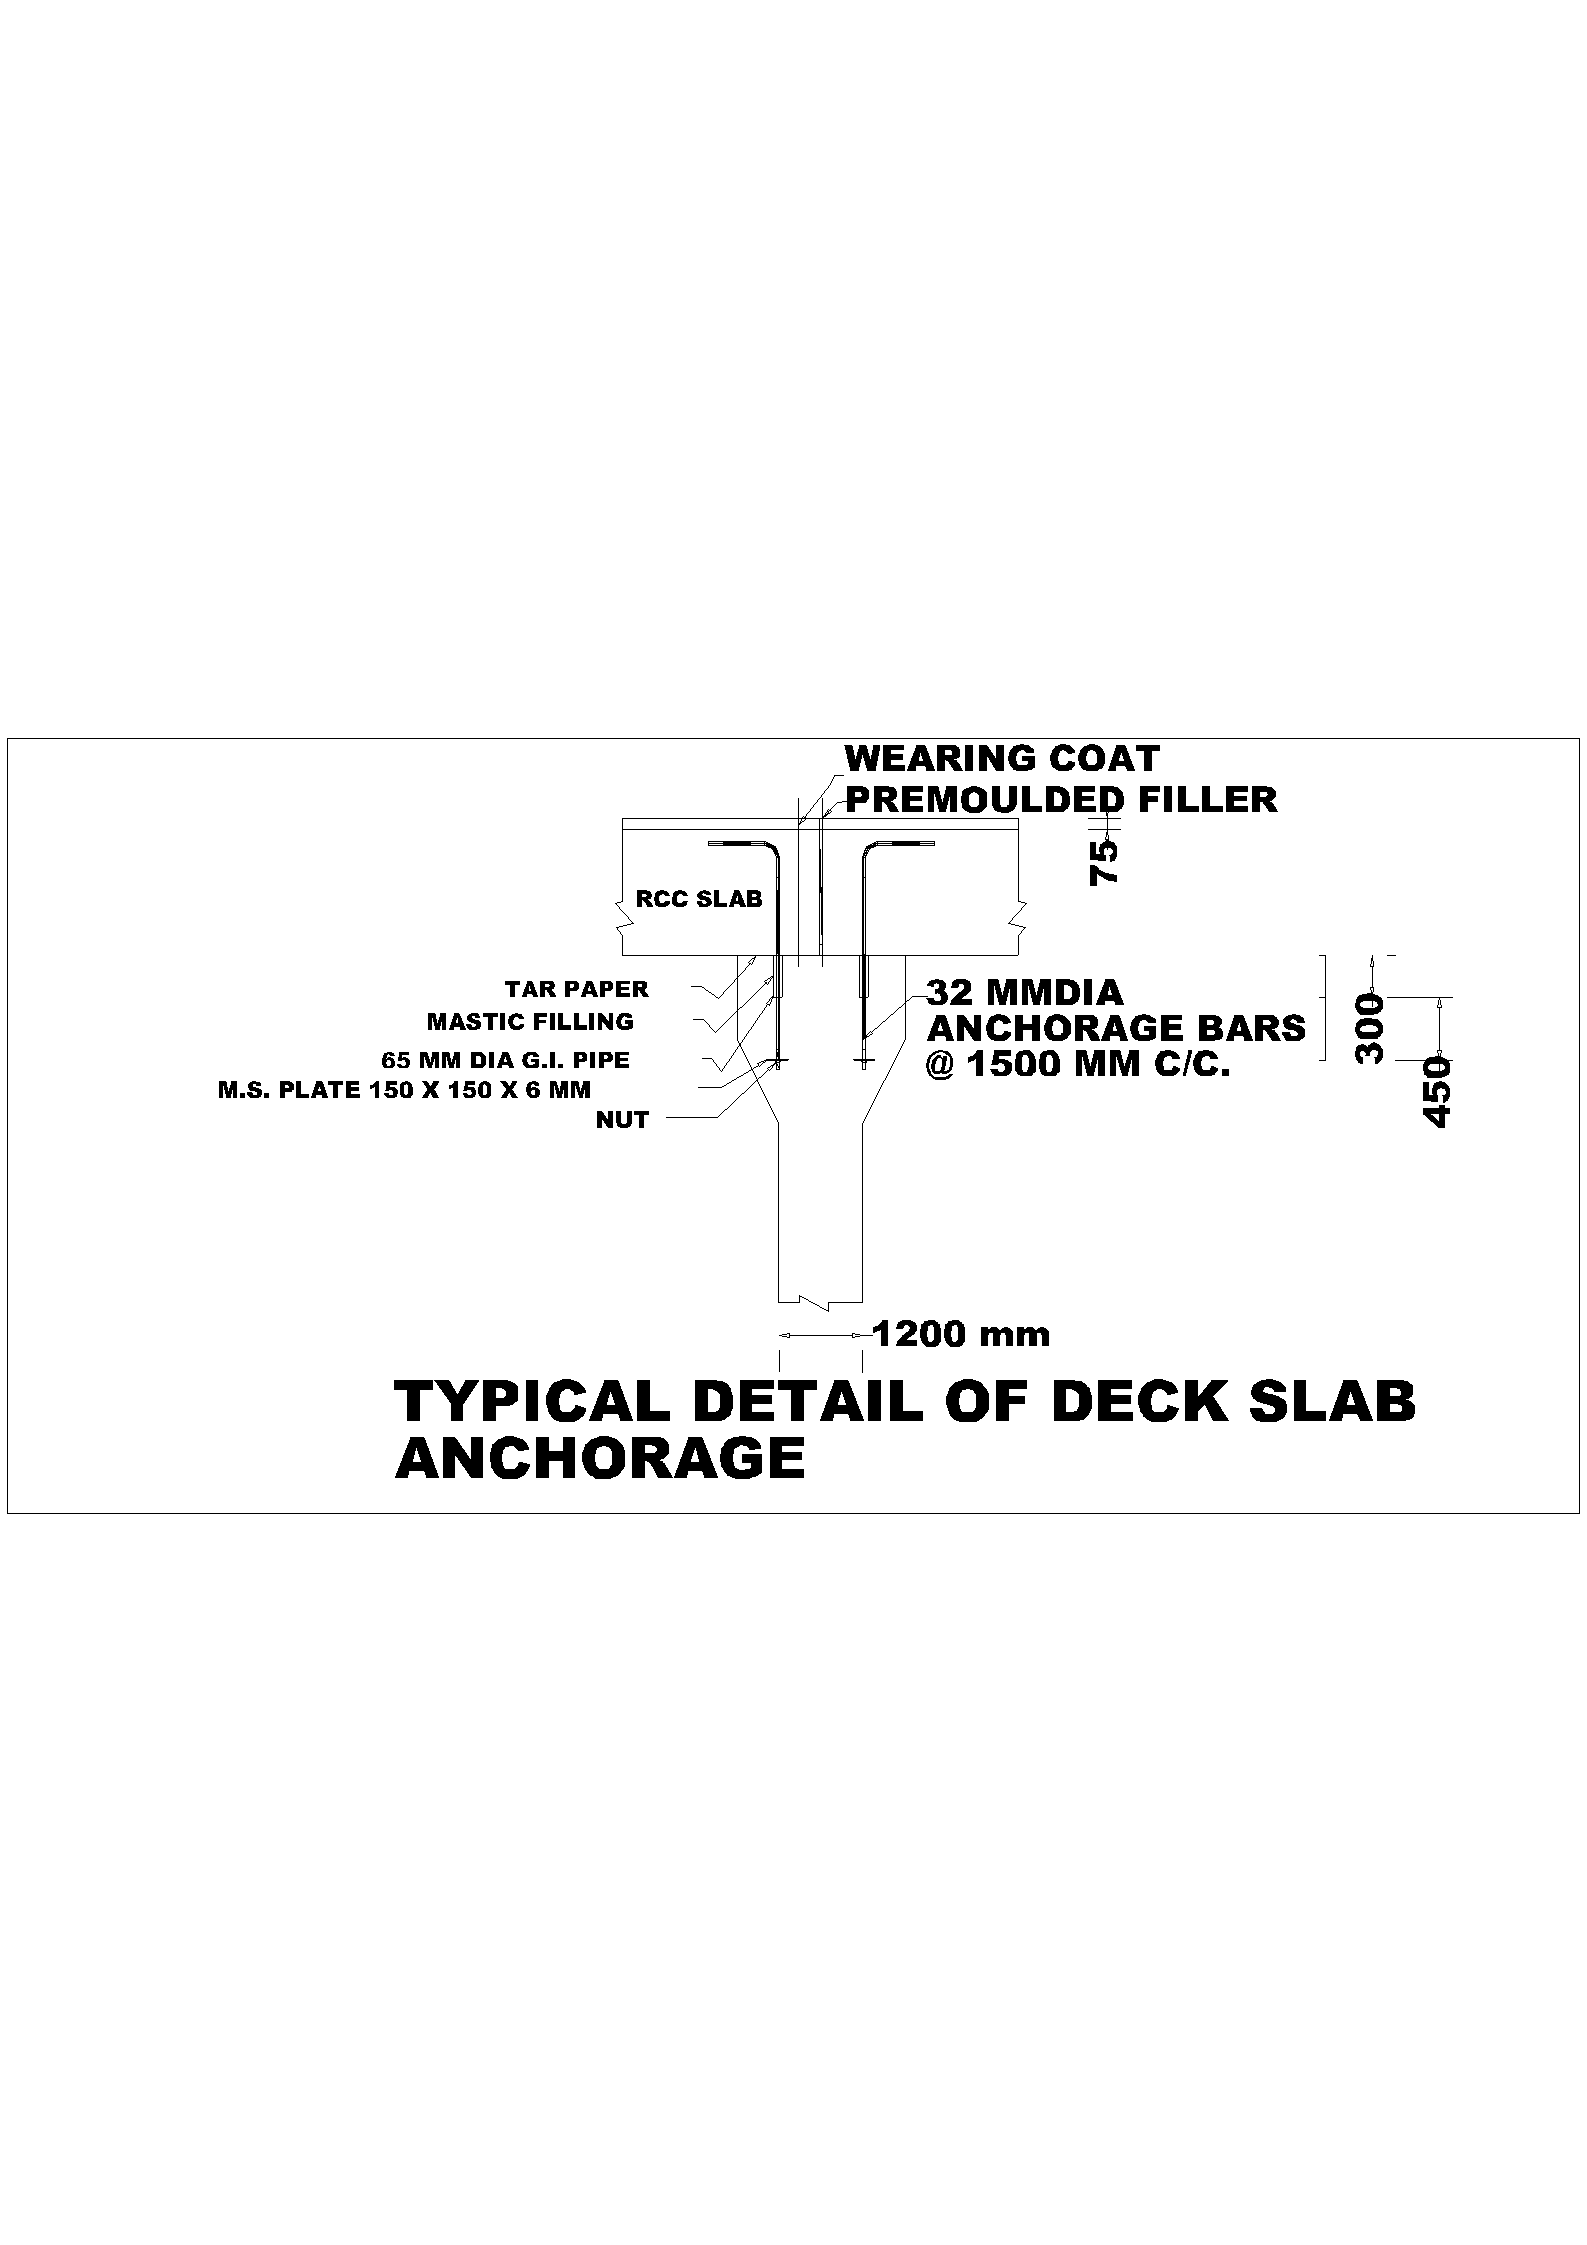 WEARING COAT
PREMOULDED FILLER
75
RCC SLAB
TAR PAPER
MASTIC FILLING
65 MM DIA G.I. PIPE
M.S. PLATE 150 X 150 X 6 MM
NUT
32 MMDIA
ANCHORAGE BARS
@ 1500 MM C/C.
300
450
1200 mm
TYPICAL DETAIL OF DECK SLAB
ANCHORAGE